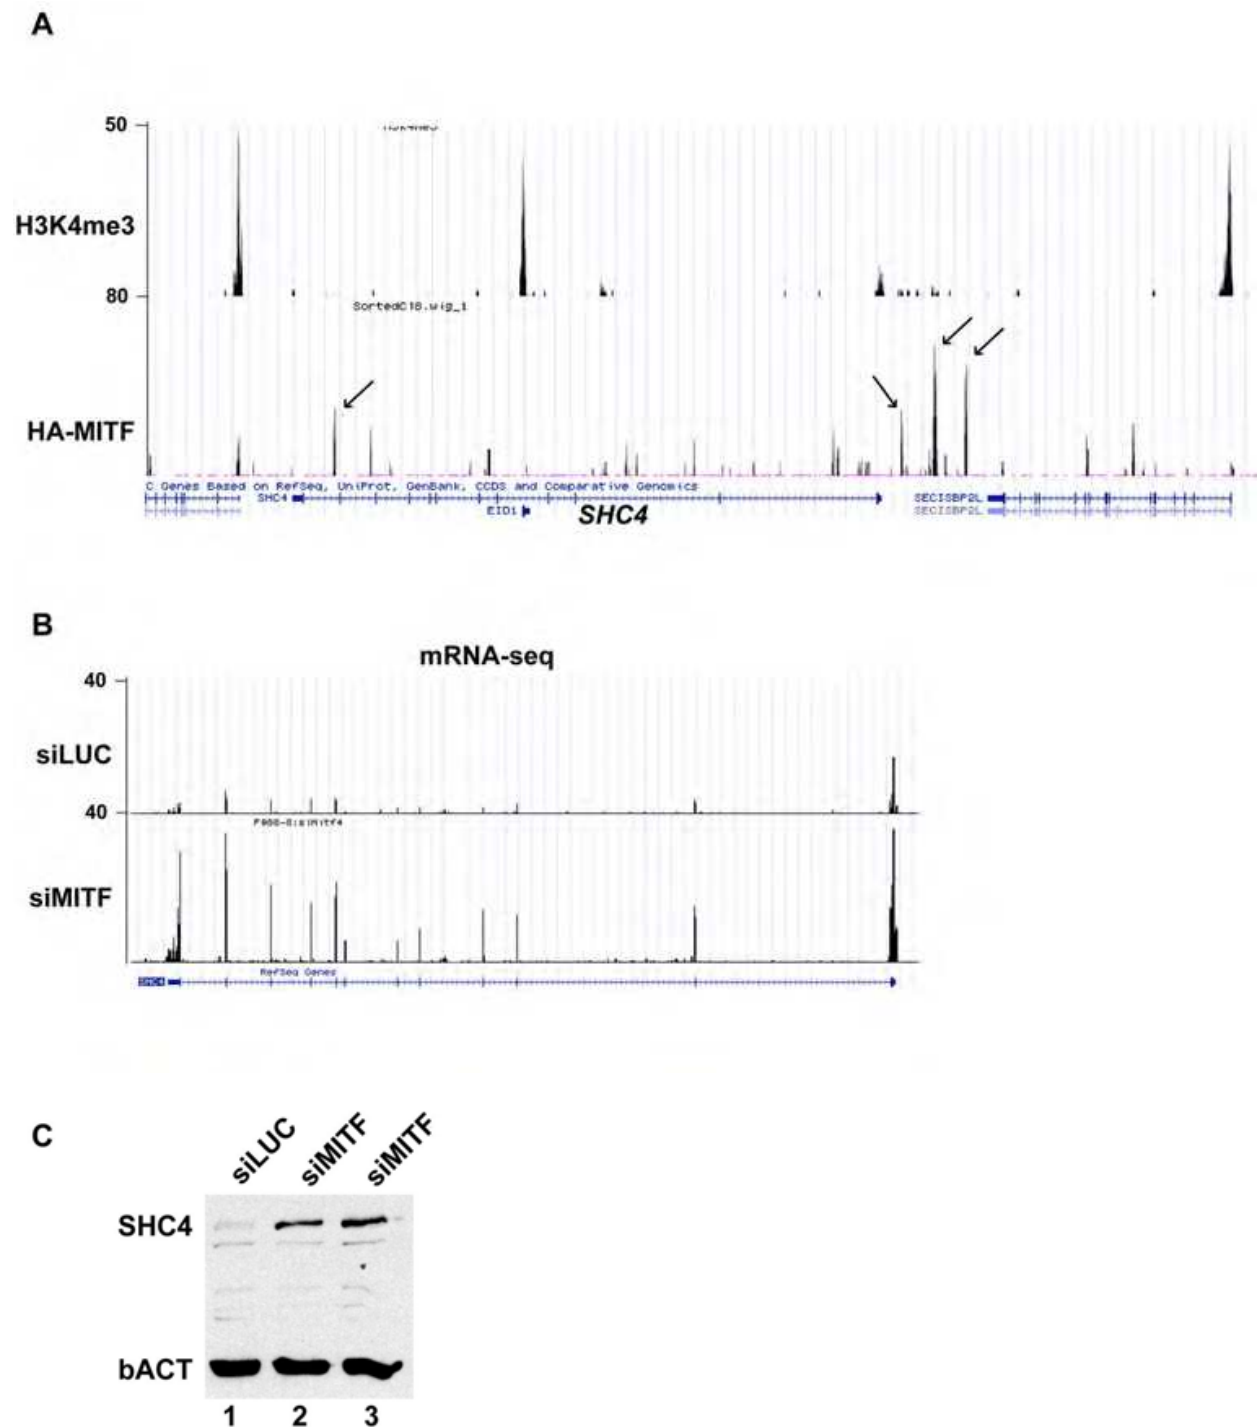 A
50
H3K4me3
H3K4me3
80
SortedC18.wig_1
HA-MITF
C Genes Based on RefSeq, UniProt, GenBank, CCDS and Comparative Genomics
SHC4
SECISBP2L
EID1
SHC4
SECISBP2L
B
mRNA-seq
40
siLUC
40
siMITF
RefSeq Genes
SHC4
C
siLUC siMITF siMITF
SHC4
bACT
1 2 3